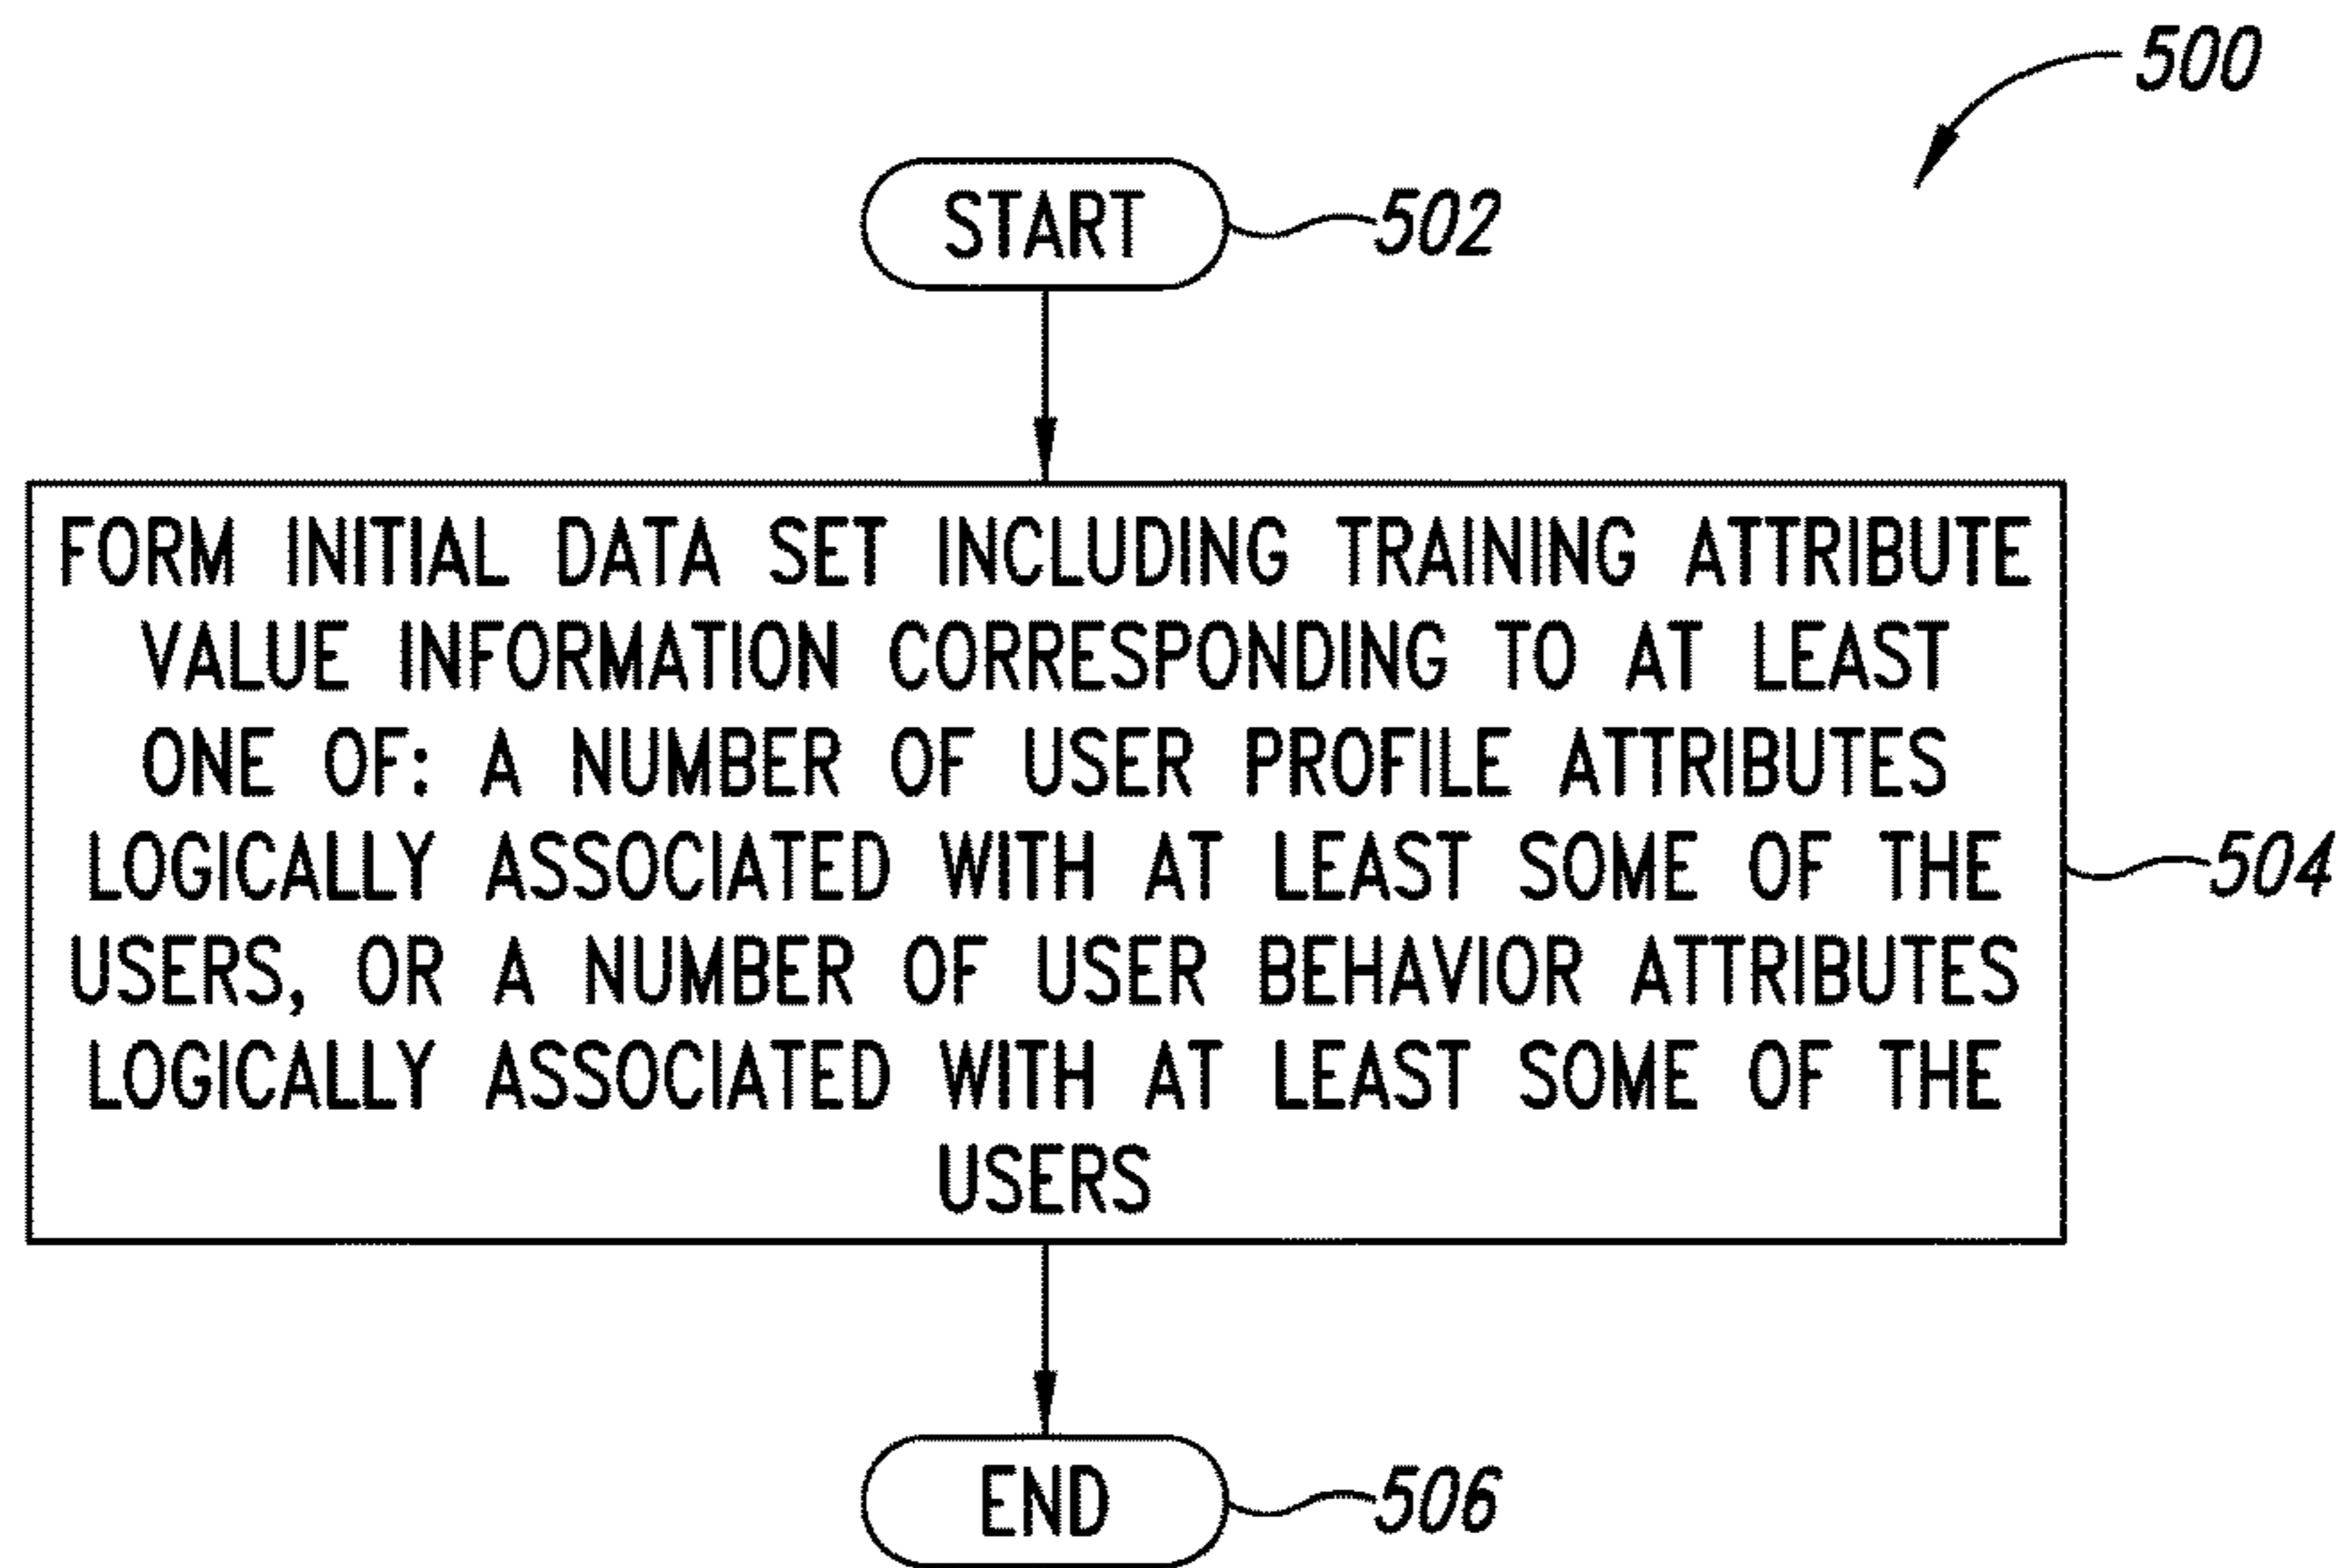 500
START
502
FORM INITIAL DATA SET INCLUDING TRAINING ATTRIBUTE
VALUE INFORMATION CORRESPONDING TO AT LEAST
ONE OF: A NUMBER OF USER PROFILE ATTRIBUTES
LOGICALLY ASSOCIATED WITH AT LEAST SOME OF THE
USERS, OR A NUMBER OF USER BEHAVIOR ATTRIBUTES
LOGICALLY ASSOCIATED WITH AT LEAST SOME OF THE
USERS
504
END
506